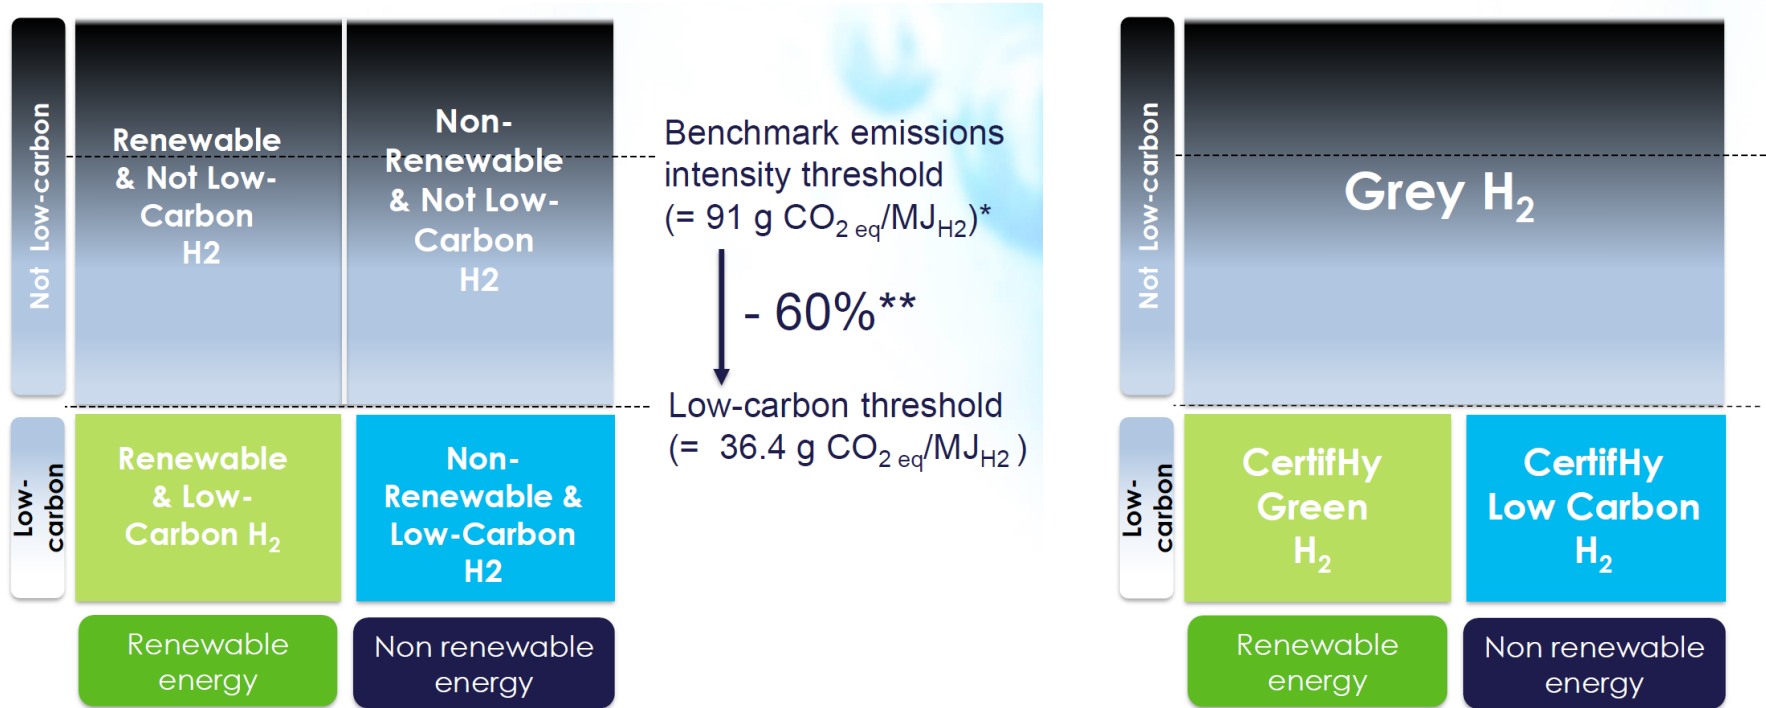 Not Low-carbon
Renewable
& Not Low-
Carbon
H2
Non-
Renewable
& Not Low-
Carbon
H2
Low-
carbon
Renewable
& Low-
Carbon H₂
Non-
Renewable &
Low-Carbon
H2
Renewable
energy
Non renewable
energy
Benchmark emissions
intensity threshold
(= 91 g CO₂ eq/MJH2)*
- 60%**
Low-carbon threshold
(= 36.4 g CO₂ eq/MJH2 )
Not Low-carbon
Grey H₂
Low-
carbon
CertifHy
Green
H₂
CertifHy
Low Carbon
H₂
Renewable
energy
Non renewable
energy